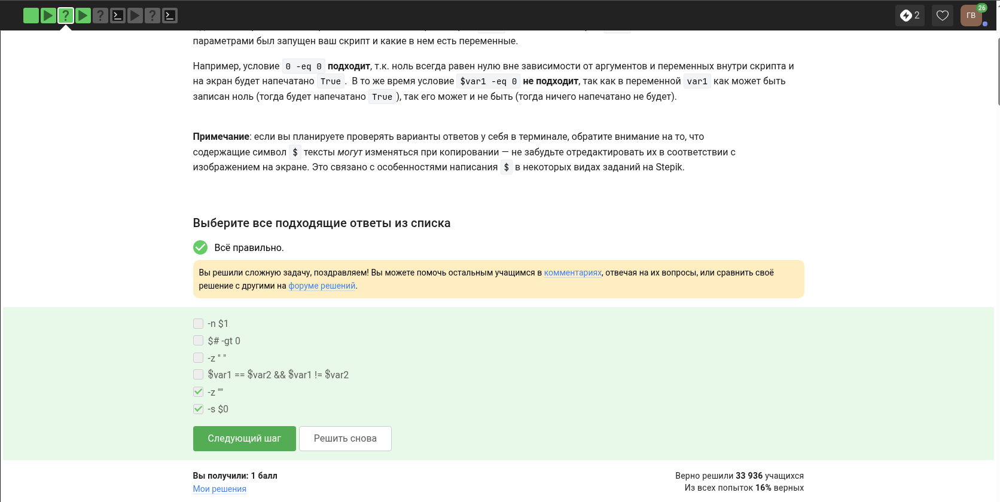 2
ГВ
26
параметрами был запущен ваш скрипт и какие в нем есть переменные.
Например, условие 0 -eq 0 подходит, т.к. ноль всегда равен нулю вне зависимости от аргументов и переменных внутри скрипта и
на экран будет напечатано True. В то же время условие $var1 -eq 0 не подходит, так как в переменной var1 как может быть
записан ноль (тогда будет напечатано True), так его может и не быть (тогда ничего напечатано не будет).
Примечание: если вы планируете проверять варианты ответов у себя в терминале, обратите внимание на то, что
содержащие символ $ тексты могут изменяться при копировании — не забудьте отредактировать их в соответствии с
изображением на экране. Это связано с особенностями написания $ в некоторых видах заданий на Stepik.
Выберите все подходящие ответы из списка
Всё правильно.
Вы решили сложную задачу, поздравляем! Вы можете помочь остальным учащимся в комментариях, отвечая на их вопросы, или сравнить своё
решение с другими на форуме решений.
-n $1
$# -gt 0
-z " "
$var1 == $var2 && $var1 != $var2
-z ""
-s $0
Следующий шаг
Решить снова
Вы получили: 1 балл
Мои решения
Верно решили 33 936 учащихся
Из всех попыток 16% верных